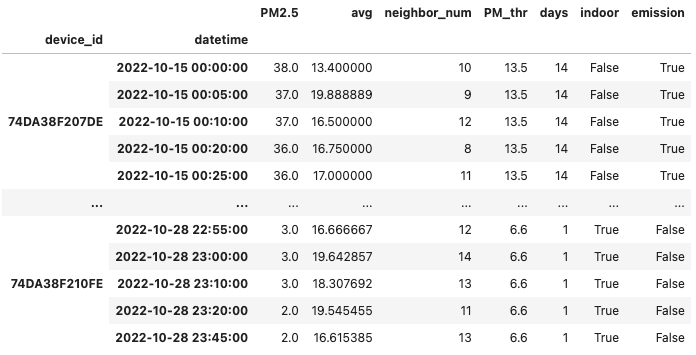 PM2.5 avg neighbor_num PM_thr days indoor emission
device_id datetime
2022-10-15 00:00:00 38.0 13.400000 10 13.5 14 False True
2022-10-15 00:05:00 37.0 19.888889 9 13.5 14 False True
74DA38F207DE 2022-10-15 00:10:00 37.0 16.500000 12 13.5 14 False True
2022-10-15 00:20:00 36.0 16.750000 8 13.5 14 False True
2022-10-15 00:25:00 36.0 17.000000 11 13.5 14 False True
... ... ... ... ... ... ... ... ...
2022-10-28 22:55:00 3.0 16.666667 12 6.6 1 True False
2022-10-28 23:00:00 3.0 19.642857 14 6.6 1 True False
74DA38F210FE 2022-10-28 23:10:00 3.0 18.307692 13 6.6 1 True False
2022-10-28 23:20:00 2.0 19.545455 11 6.6 1 True False
2022-10-28 23:45:00 2.0 16.615385 13 6.6 1 True False